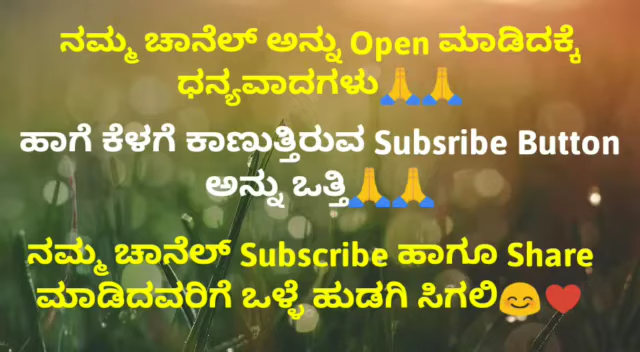 ನಮ್ಮ ಚಾನೆಲ್ ಅನ್ನು Open ಮಾಡಿದಕ್ಕೆ
ಧನ್ಯವಾದಗಳು🙏🙏
ಹಾಗೆ ಕೆಳಗೆ ಕಾಣುತ್ತಿರುವ Subsribe Button
ಅನ್ನು ಒತ್ತಿ🙏🙏
ನಮ್ಮ ಚಾನೆಲ್ Subscribe ಹಾಗೂ Share
ಮಾಡಿದವರಿಗೆ ಒಳ್ಳೆ ಹುಡಗಿ ಸಿಗಲಿ😊❤️